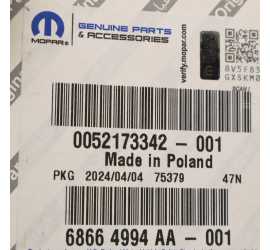 MOPAR®
GENUINE PARTS
& ACCESSORIES
verify.mopar.com
0052173342 - 001
Made in Poland
PKG 2024/04/04 75379 47N
6866 4994 AA - 001